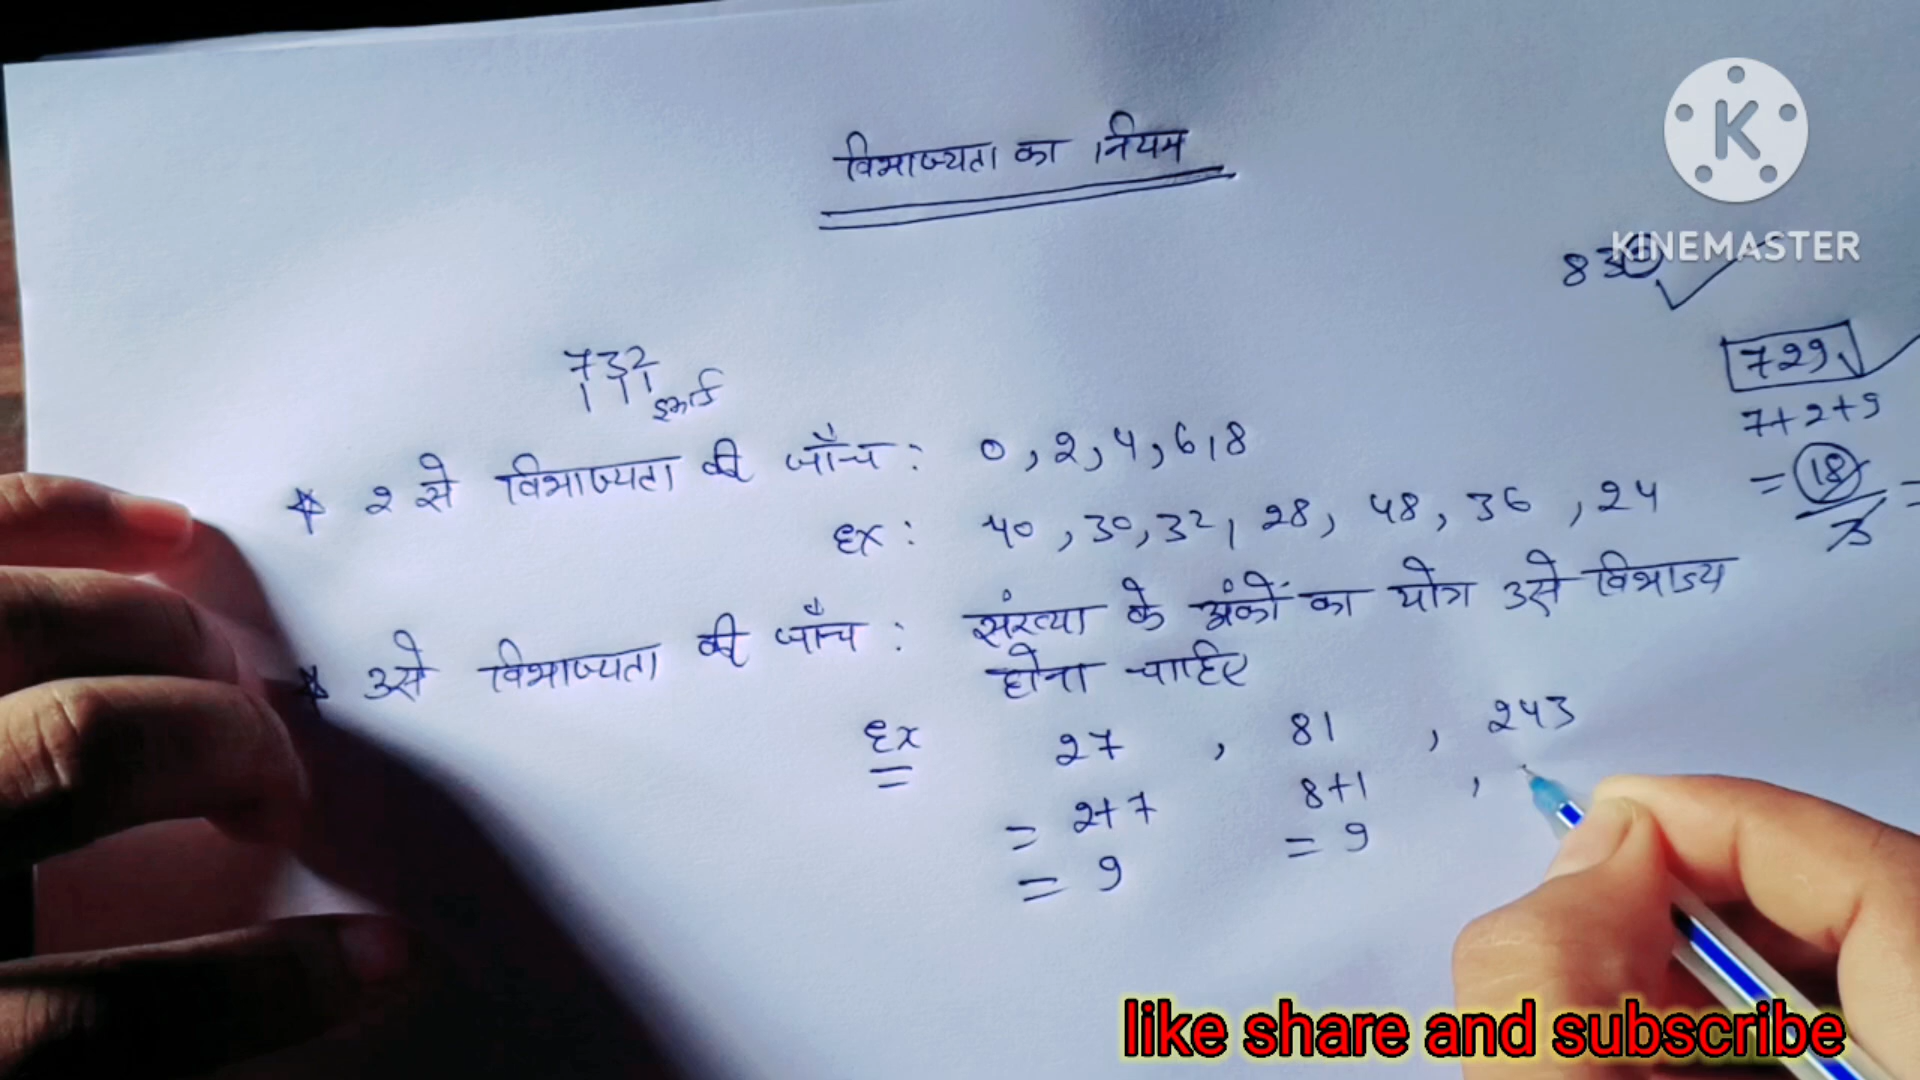 विभाज्यता का नियम
KINEMASTER
732
इकाई
729
7+2+9
= 18
3
* 2 से विभाज्यता की जाँच : 0, 2, 4, 6, 8
Ex : 40, 30, 32, 28, 48, 36, 24
* 3 से विभाज्यता की जाँच : संख्या के अंकों का योग 3 से विभाज्य
होना चाहिए
Ex 27 , 81 , 243
= 2+7 8+1 ,
= 9 = 9
like share and subscribe